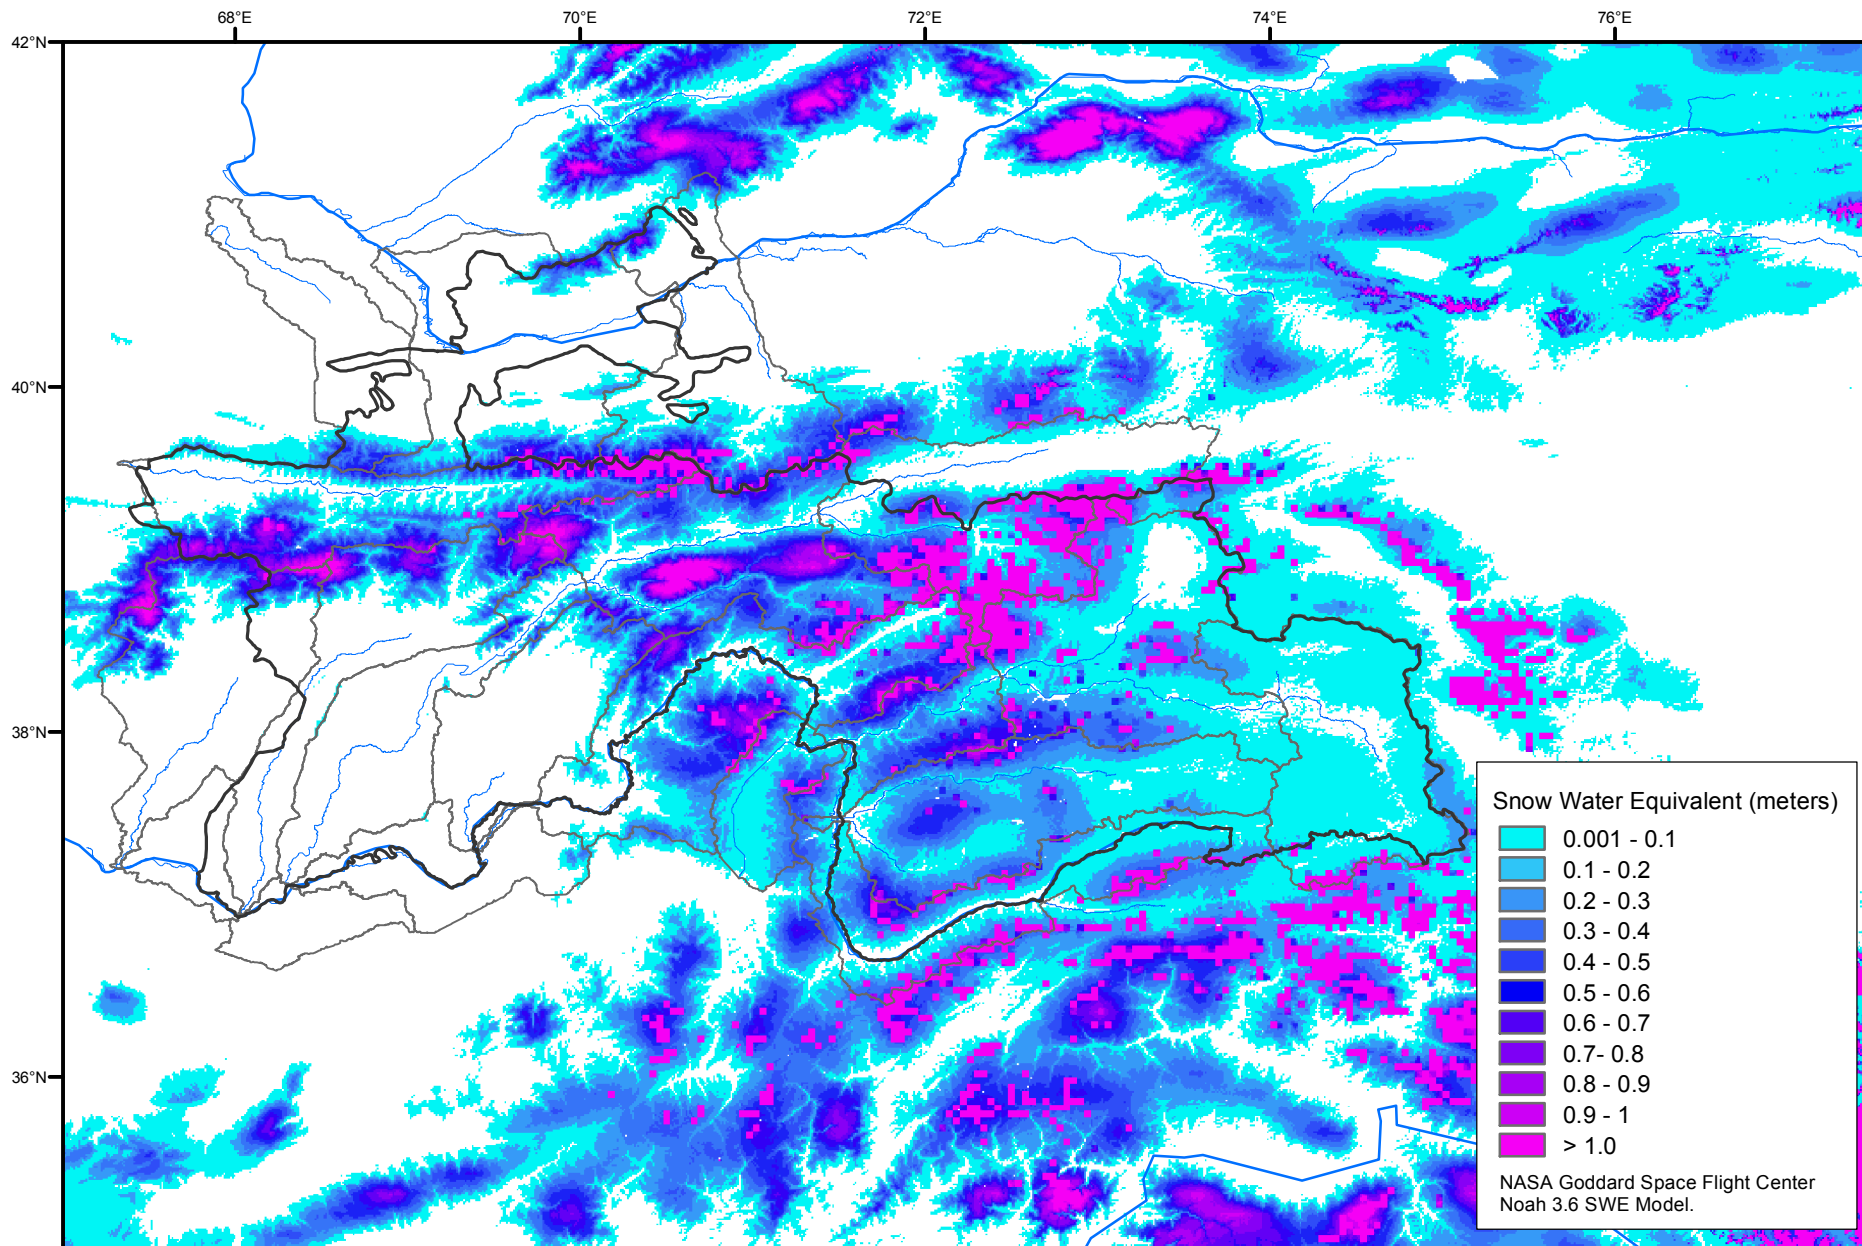 68°E
70°E
72°E
74°E
76°E
42°N
40°N
38°N
36°N
Snow Water Equivalent (meters)
0.001 - 0.1
0.1 - 0.2
0.2 - 0.3
0.3 - 0.4
0.4 - 0.5
0.5 - 0.6
0.6 - 0.7
0.7- 0.8
0.8 - 0.9
0.9 - 1
> 1.0
NASA Goddard Space Flight Center
Noah 3.6 SWE Model.